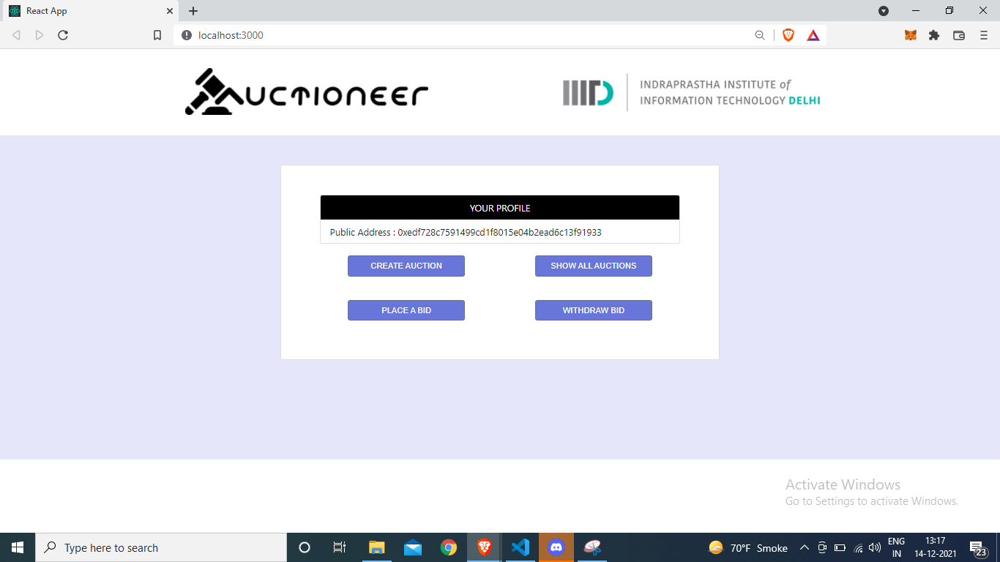 React App
localhost:3000
AUCTIONEER
IIITD
INDRAPRASTHA INSTITUTE of
INFORMATION TECHNOLOGY DELHI
YOUR PROFILE
Public Address : 0xedf728c7591499cd1f8015e04b2ead6c13f91933
CREATE AUCTION
SHOW ALL AUCTIONS
PLACE A BID
WITHDRAW BID
Activate Windows
Go to Settings to activate Windows.
Type here to search
70°F Smoke
ENG
IN
13:17
14-12-2021
23